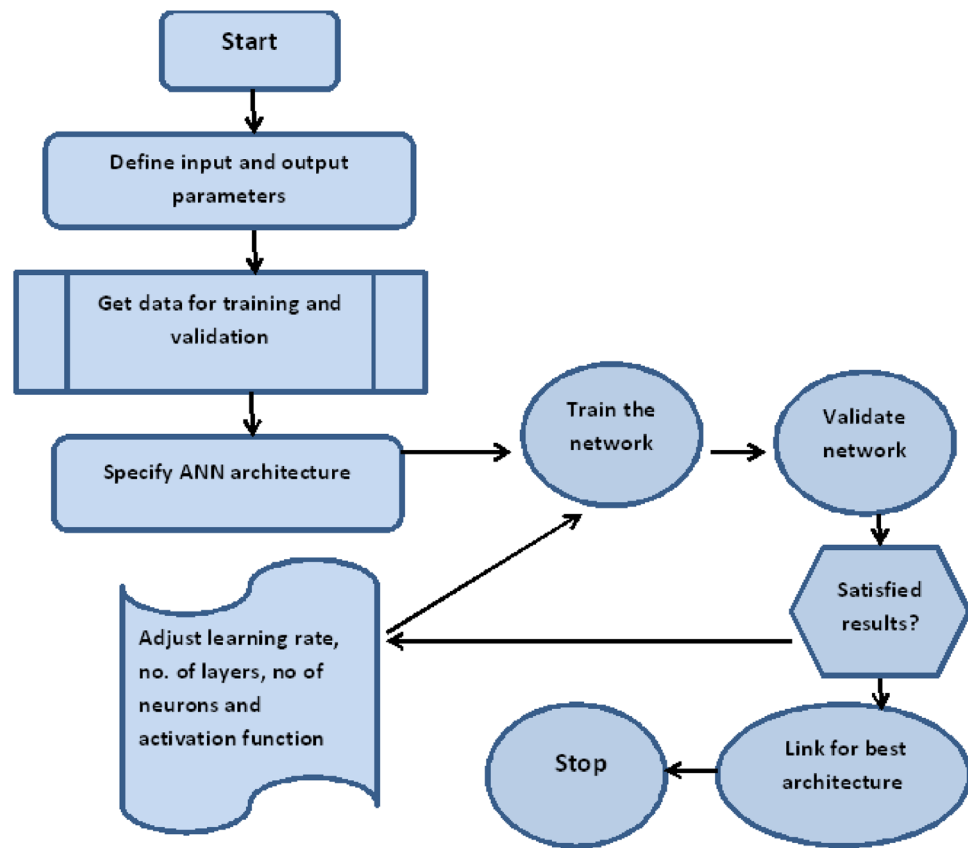 Start
Define input and output
parameters
Get data for training and
validation
Specify ANN architecture
Train the
network
Validate
network
Satisfied
results?
Adjust learning rate,
no. of layers, no of
neurons and
activation function
Link for best
architecture
Stop